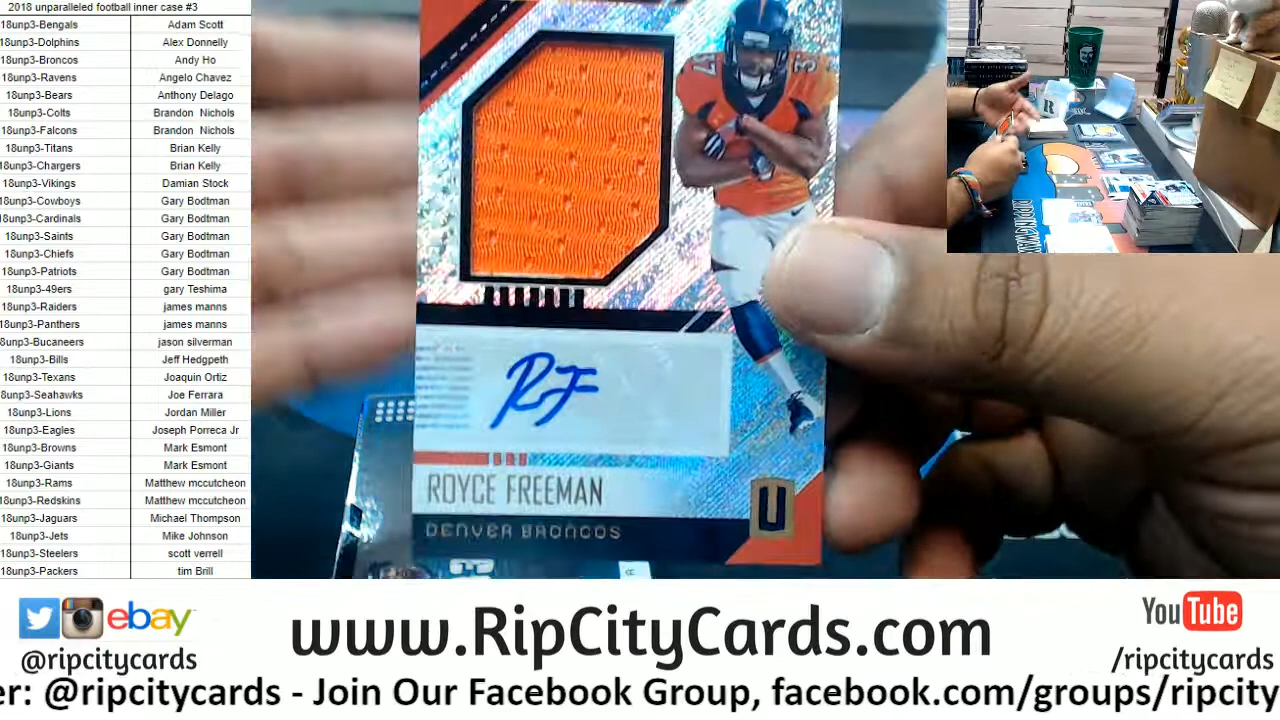 2018 unparalleled football inner case #3
18unp3-Bengals Adam Scott
18unp3-Dolphins Alex Donnelly
18unp3-Broncos Andy Ho
18unp3-Ravens Angelo Chavez
18unp3-Bears Anthony Delago
18unp3-Colts Brandon Nichols
18unp3-Falcons Brandon Nichols
18unp3-Titans Brian Kelly
18unp3-Chargers Brian Kelly
18unp3-Vikings Damian Stock
18unp3-Cowboys Gary Bodtman
18unp3-Cardinals Gary Bodtman
18unp3-Saints Gary Bodtman
18unp3-Chiefs Gary Bodtman
18unp3-Patriots Gary Bodtman
18unp3-49ers gary Teshima
18unp3-Raiders james manns
18unp3-Panthers james manns
18unp3-Bucaneers jason silverman
18unp3-Bills Jeff Hedgpeth
18unp3-Texans Joaquin Ortiz
18unp3-Seahawks Joe Ferrara
18unp3-Lions Jordan Miller
18unp3-Eagles Joseph Porreca Jr
18unp3-Browns Mark Esmont
18unp3-Giants Mark Esmont
18unp3-Rams Matthew mccutcheon
18unp3-Redskins Matthew mccutcheon
18unp3-Jaguars Michael Thompson
18unp3-Jets Mike Johnson
18unp3-Steelers scott verrell
18unp3-Packers tim Brill
37
RF
ROYCE FREEMAN
DENVER BRONCOS
U
ebay
@ripcitycards
www.RipCityCards.com
YouTube
/ripcitycards
er: @ripcitycards - Join Our Facebook Group, facebook.com/groups/ripcity